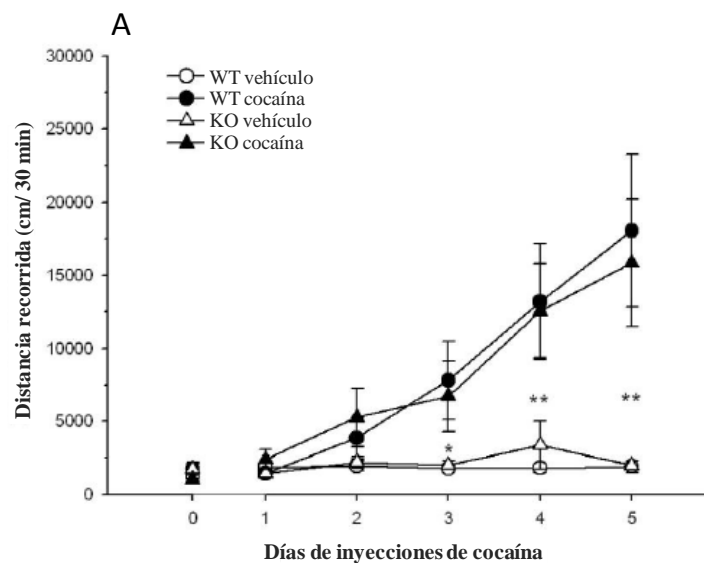 A
30000
25000
20000
15000
10000
5000
0
Distancia recorrida (cm/ 30 min)
WT vehículo
WT cocaína
KO vehículo
KO cocaína
*
**
**
0 1 2 3 4 5
Días de inyecciones de cocaína